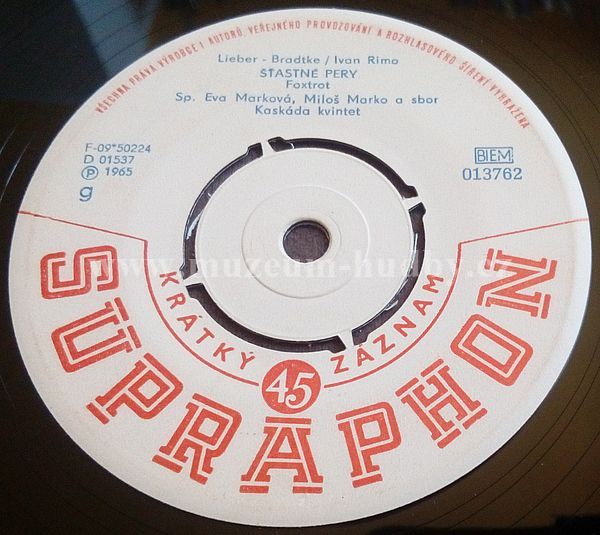 VŠECHNA PRÁVA VÝROBCE I AUTORŮ, VEŘEJNÉHO PROVOZOVÁNÍ A ROZHLASOVÉHO ŠÍŘENÍ VYHRAŽENA
Lieber - Bradtke / Ivan Rimo
ŠŤASTNÉ PERY
Foxtrot
Sp. Eva Marková, Miloš Marko a sbor
Kaskáda kvintet
F-09*50224
D 01537
Ⓟ 1965
g
BIEM
013762
www.muzeum-hudby.cz
KRÁTKÝ ZÁZNAM
45
SUPRAPHON